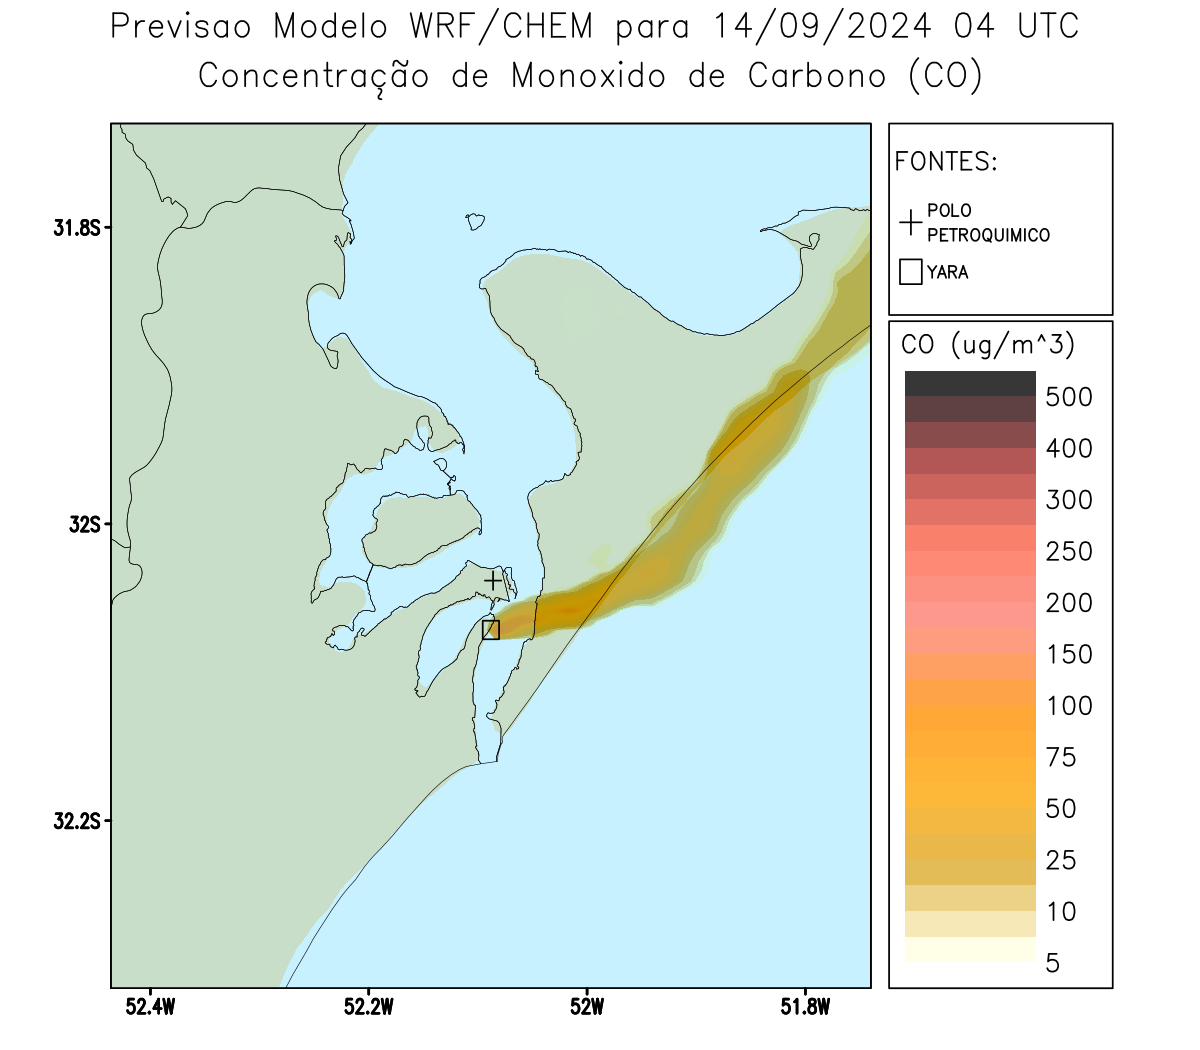 Previsao Modelo WRF/CHEM para 14/09/2024 04 UTC
Concentração de Monoxido de Carbono (CO)
FONTES:
POLO
PETROQUIMICO
YARA
CO (ug/m^3)
500
400
300
250
200
150
100
75
50
25
10
5
31.8S
32S
32.2S
52.4W
52.2W
52W
51.8W